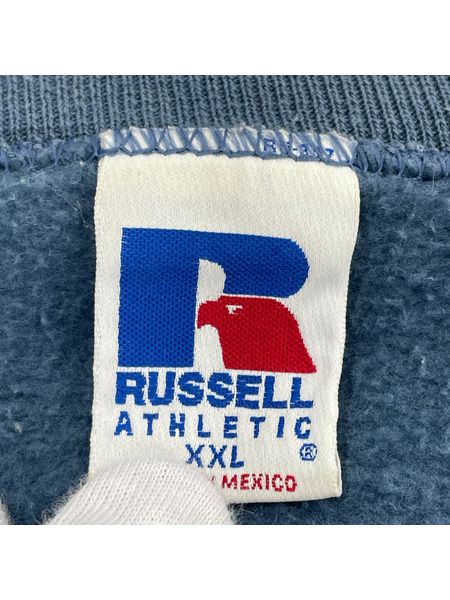 RUSSELL
ATHLETIC
XXL ®
MEXICO